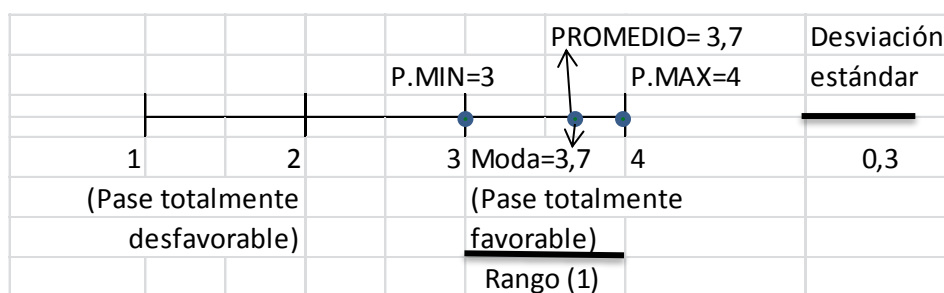 PROMEDIO= 3,7 Desviación
P.MIN=3 P.MAX=4 estándar
1 2 3 Moda=3,7 4 0,3
(Pase totalmente (Pase totalmente
desfavorable) favorable)
Rango (1)